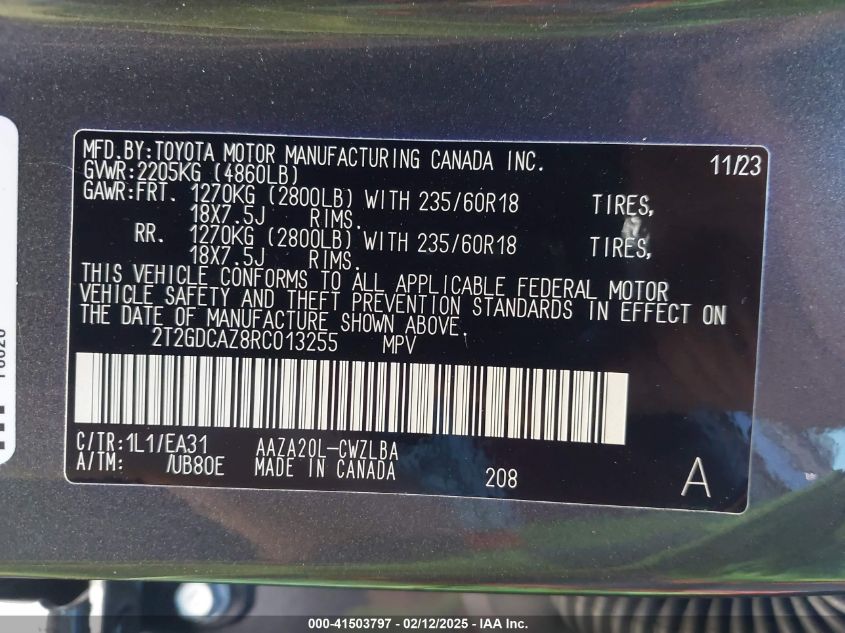 MFD.BY:TOYOTA MOTOR MANUFACTURING CANADA INC. 11/23
GVWR:2205KG (4860LB)
GAWR:FRT. 1270KG (2800LB) WITH 235/60R18 TIRES,
18X7.5J RIMS.
RR. 1270KG (2800LB) WITH 235/60R18 TIRES,
18X7.5J RIMS.
THIS VEHICLE CONFORMS TO ALL APPLICABLE FEDERAL MOTOR
VEHICLE SAFETY AND THEFT PREVENTION STANDARDS IN EFFECT ON
THE DATE OF MANUFACTURE SHOWN ABOVE.
2T2GDCAZ8RC013255 MPV
C/TR:1L1/EA31 AAZA20L-CWZLBA
A/TM: /UB80E MADE IN CANADA 208 A
000-41503797 - 02/12/2025 - IAA Inc.